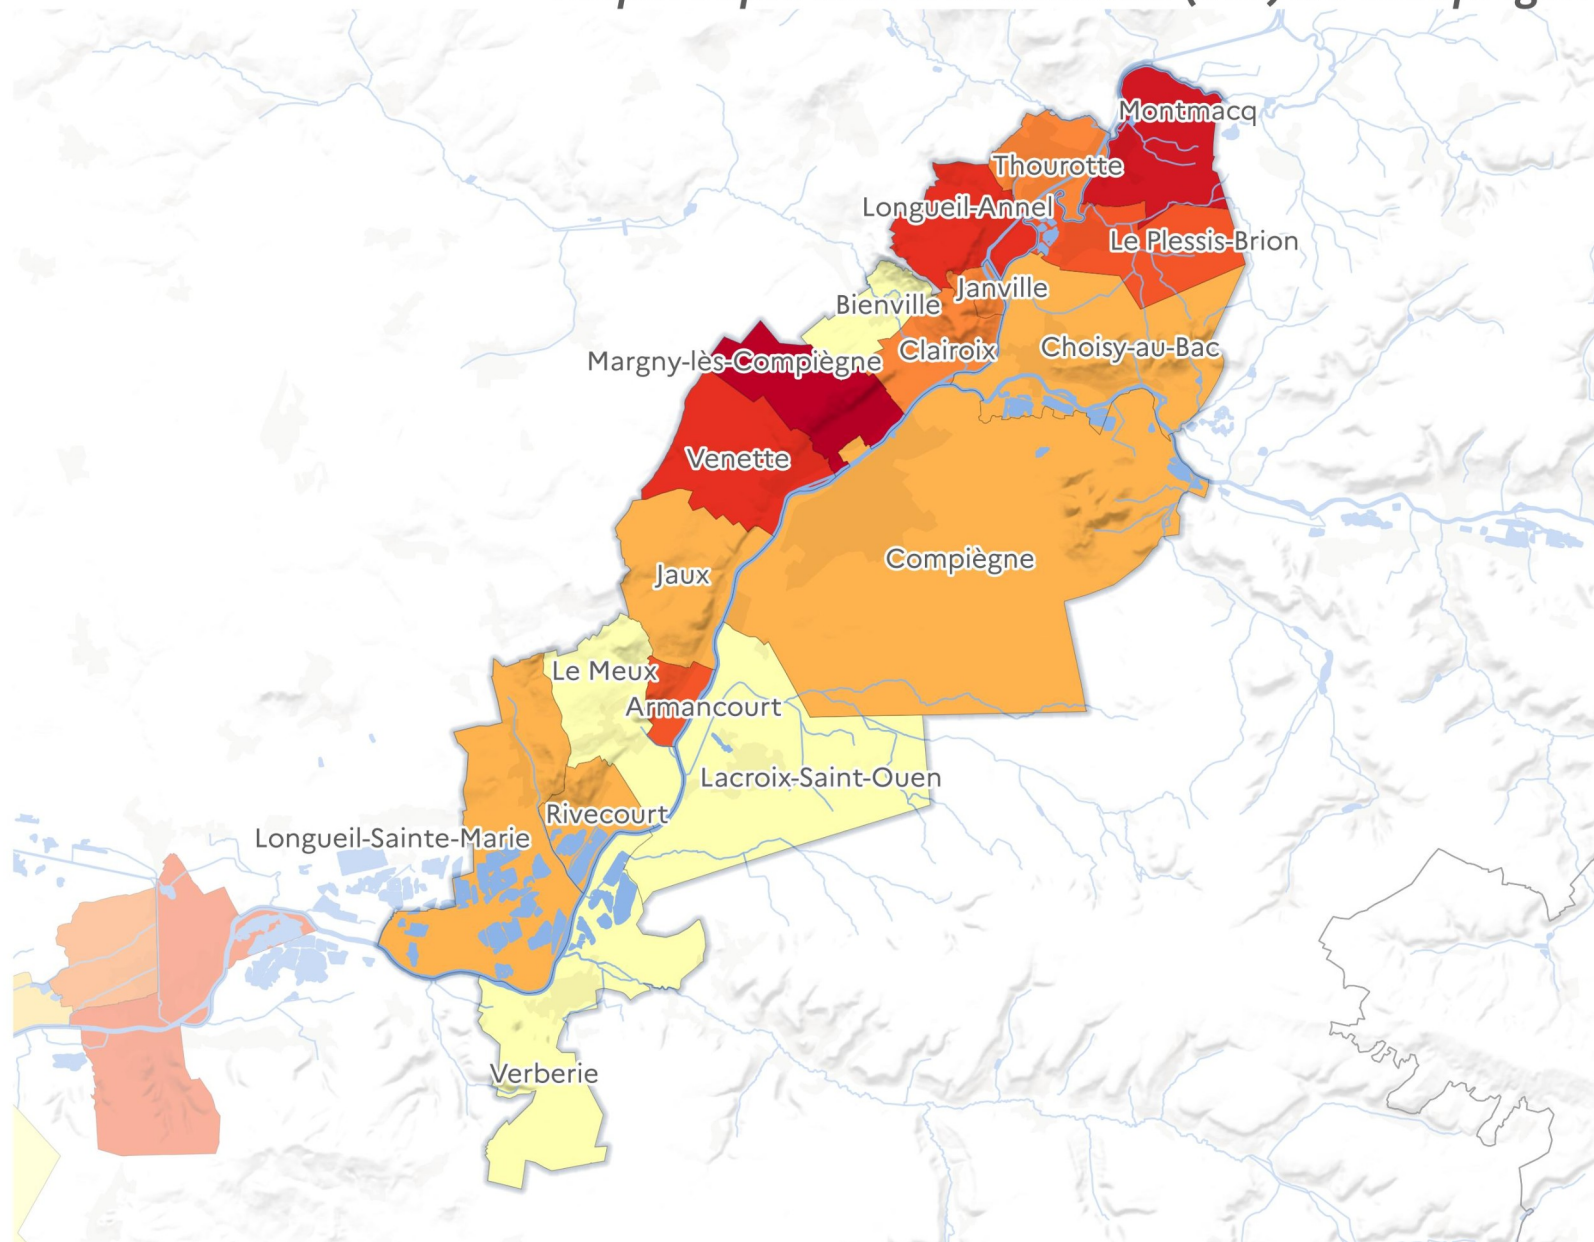 Montmacq
Thourotte
Longueil-Annel
Le Plessis-Brion
Janville
Bienville
Clairoix
Choisy-au-Bac
Margny-lès-Compiègne
Venette
Compiègne
Jaux
Le Meux
Armancourt
Lacroix-Saint-Ouen
Rivecourt
Longueil-Sainte-Marie
Verberie